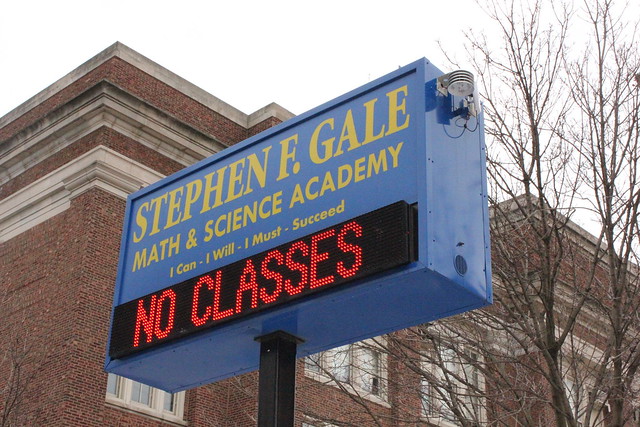 STEPHEN F. GALE
MATH & SCIENCE ACADEMY
I Can - I Will - I Must - Succeed
NO CLASSES